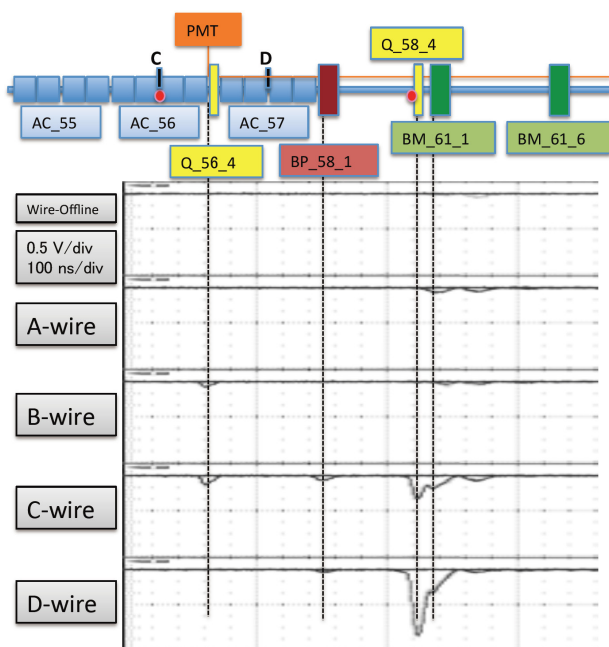 PMT
Q_58_4
C
D
AC_55
AC_56
AC_57
BM_61_1
BM_61_6
Q_56_4
BP_58_1
Wire-Offline
0.5 V/div
100 ns/div
A-wire
B-wire
C-wire
D-wire